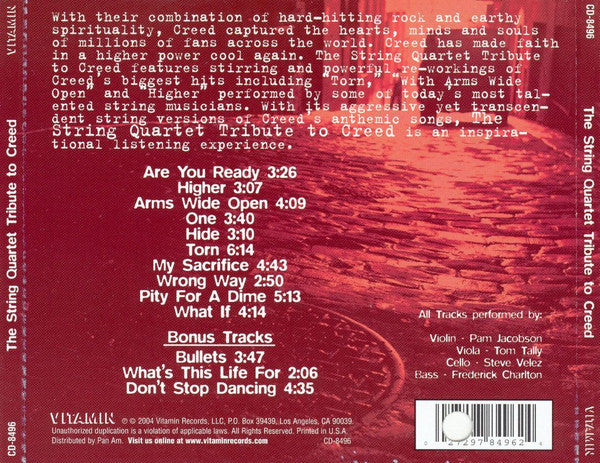 With their combination of hard-hitting rock and earthy
spirituality, Creed captured the hearts, minds and souls
of millions of fans across the world. Creed has made faith
in a higher power cool again. The String Quartet Tribute
to Creed features stirring and powerful re-workings of
Creed's biggest hits including "Torn," "With Arms Wide
Open" and "Higher" performed by some of today's most tal-
ented string musicians. With its aggressive yet transcen-
dent string versions of Creed's anthemic songs, The
String Quartet Tribute to Creed is an inspira-
tional listening experience.
Are You Ready 3:26
Higher 3:07
Arms Wide Open 4:09
One 3:40
Hide 3:10
Torn 6:14
My Sacrifice 4:43
Wrong Way 2:50
Pity For A Dime 5:13
What If 4:14
Bonus Tracks
Bullets 3:47
What's This Life For 2:06
Don't Stop Dancing 4:35
All Tracks performed by:
Violin - Pam Jacobson
Viola - Tom Tally
Cello - Steve Velez
Bass - Frederick Charlton
VITAMIN ® © 2004 Vitamin Records, LLC, P.O. Box 39439, Los Angeles, CA 90039.
Unauthorized duplication is a violation of applicable laws. All Rights Reserved. Printed in U.S.A.
Distributed by Pan Am. Visit us online at www.vitaminrecords.com CD-8496
0 27297 84962 4
VITAMIN
The String Quartet Tribute to Creed
CD-8496
CD-8496
The String Quartet Tribute to Creed
VITAMIN